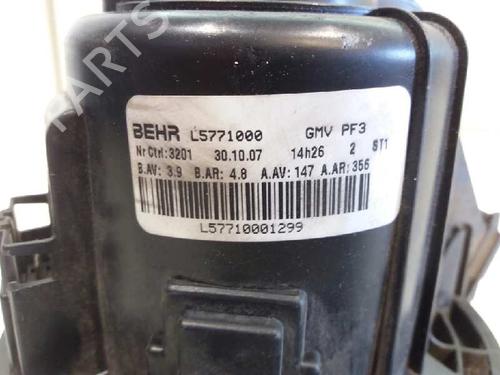 BEHR L5771000 GMV PF3
Nr Ctrl:3201 30.10.07 14h26 2 ST1
B.AV: 3.9 B.AR: 4.8 A.AV: 147 A.AR: 356
L57710001299
PARTS